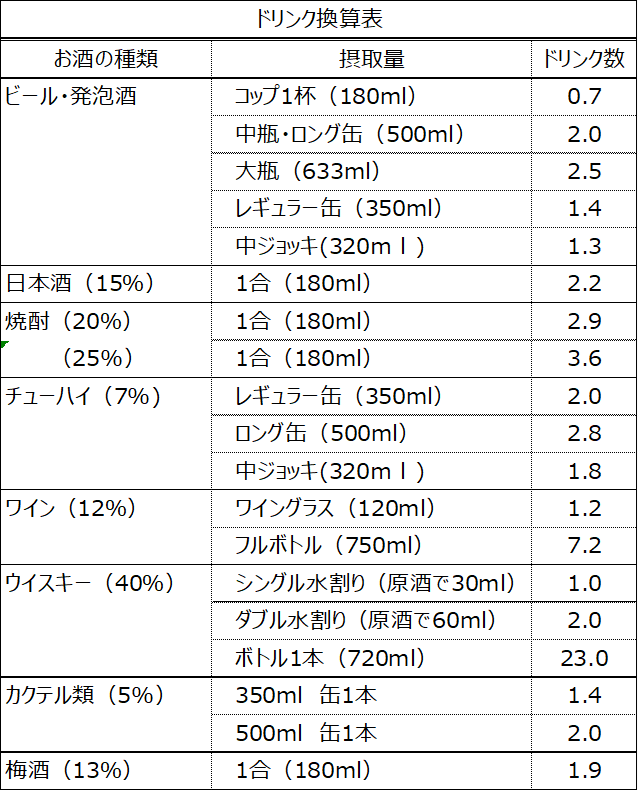 ドリンク換算表
お酒の種類 摂取量 ドリンク数
ビール・発泡酒 コップ1杯（180ml） 0.7
中瓶・ロング缶（500ml） 2.0
大瓶（633ml） 2.5
レギュラー缶（350ml） 1.4
中ジョッキ(320ｍｌ) 1.3
日本酒（15%） 1合（180ml） 2.2
焼酎（20%） 1合（180ml） 2.9
（25%） 1合（180ml） 3.6
チューハイ（7%) レギュラー缶（350ml） 2.0
ロング缶（500ml） 2.8
中ジョッキ(320ｍｌ) 1.8
ワイン（12%） ワイングラス（120ml） 1.2
フルボトル（750ml） 7.2
ウイスキー（40%） シングル水割り（原酒で30ml） 1.0
ダブル水割り（原酒で60ml） 2.0
ボトル1本（720ml） 23.0
カクテル類（5%） 350ml 缶1本 1.4
500ml 缶1本 2.0
梅酒（13%） 1合（180ml） 1.9